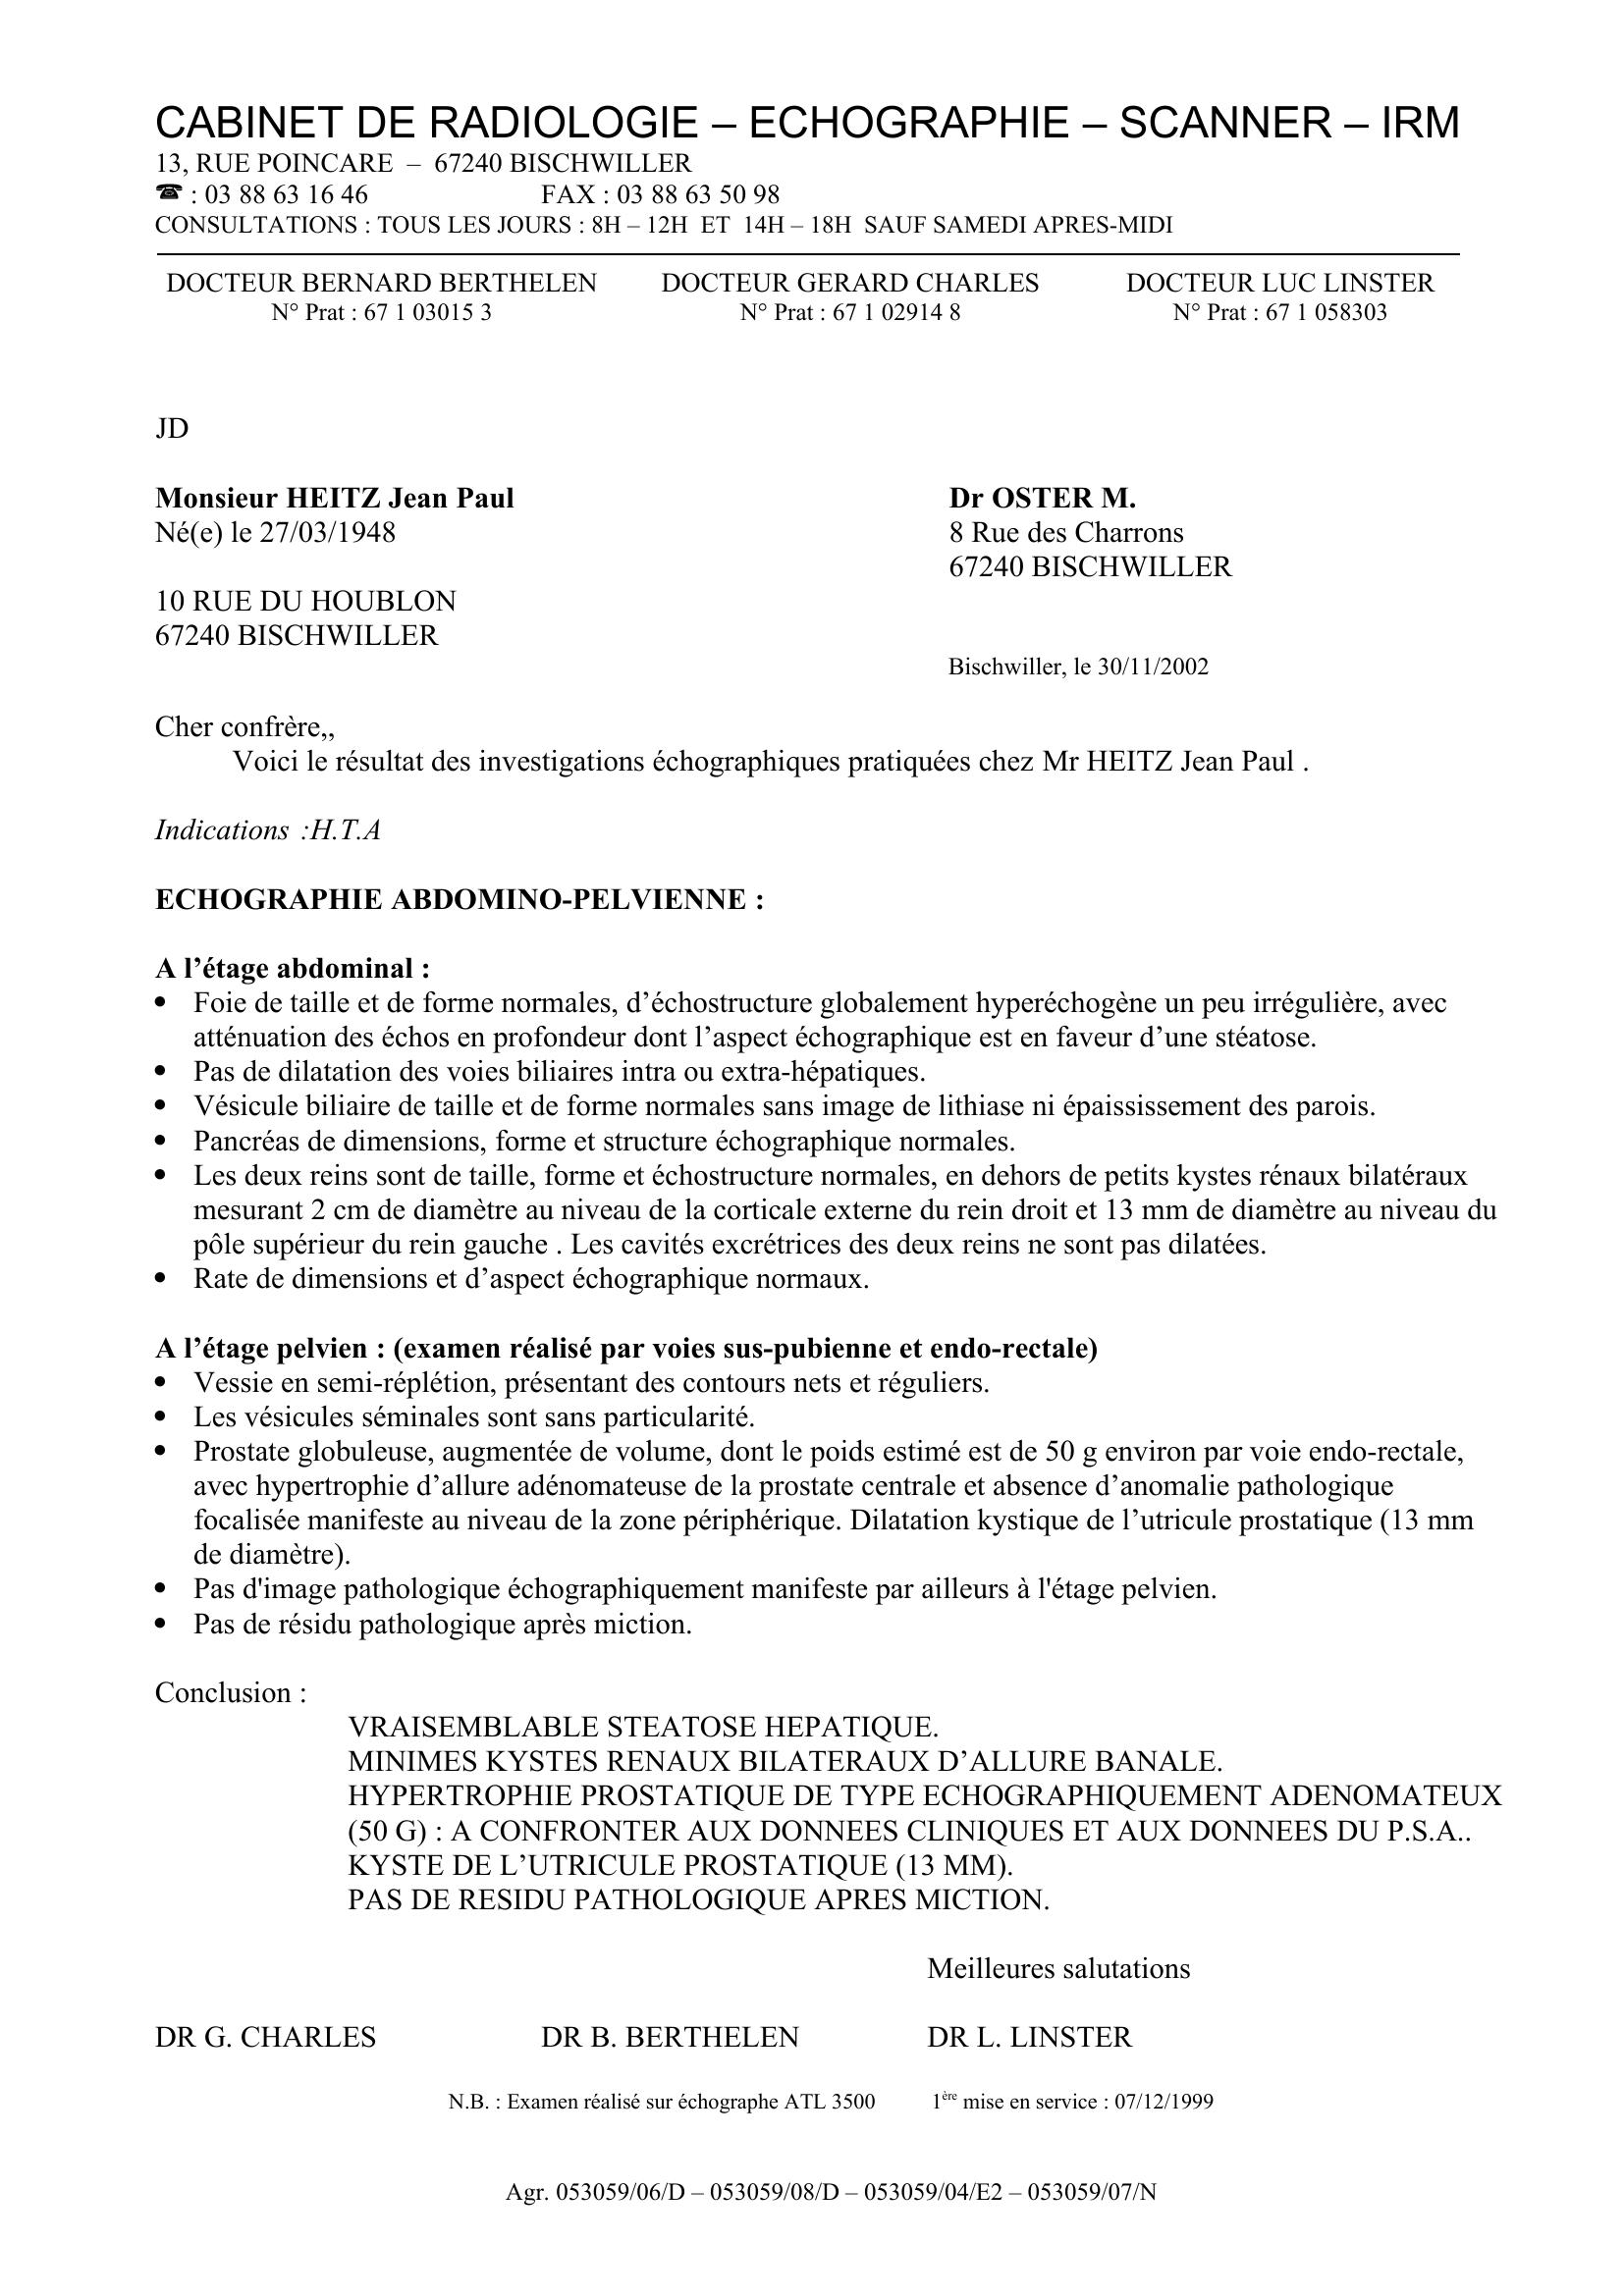 CABINET DE RADIOLOGIE – ECHOGRAPHIE – SCANNER – IRM
13, RUE POINCARE – 67240 BISCHWILLER
☎ : 03 88 63 16 46 FAX : 03 88 63 50 98
CONSULTATIONS : TOUS LES JOURS : 8H – 12H ET 14H – 18H SAUF SAMEDI APRES-MIDI
DOCTEUR BERNARD BERTHELEN DOCTEUR GERARD CHARLES DOCTEUR LUC LINSTER
N° Prat : 67 1 03015 3 N° Prat : 67 1 02914 8 N° Prat : 67 1 058303
JD
Monsieur HEITZ Jean Paul Dr OSTER M.
Né(e) le 27/03/1948 8 Rue des Charrons
67240 BISCHWILLER
10 RUE DU HOUBLON
67240 BISCHWILLER
Bischwiller, le 30/11/2002
Cher confrère,,
Voici le résultat des investigations échographiques pratiquées chez Mr HEITZ Jean Paul .
Indications :H.T.A
ECHOGRAPHIE ABDOMINO-PELVIENNE :
A l’étage abdominal :
• Foie de taille et de forme normales, d’échostructure globalement hyperéchogène un peu irrégulière, avec
atténuation des échos en profondeur dont l’aspect échographique est en faveur d’une stéatose.
• Pas de dilatation des voies biliaires intra ou extra-hépatiques.
• Vésicule biliaire de taille et de forme normales sans image de lithiase ni épaississement des parois.
• Pancréas de dimensions, forme et structure échographique normales.
• Les deux reins sont de taille, forme et échostructure normales, en dehors de petits kystes rénaux bilatéraux
mesurant 2 cm de diamètre au niveau de la corticale externe du rein droit et 13 mm de diamètre au niveau du
pôle supérieur du rein gauche . Les cavités excrétrices des deux reins ne sont pas dilatées.
• Rate de dimensions et d’aspect échographique normaux.
A l’étage pelvien : (examen réalisé par voies sus-pubienne et endo-rectale)
• Vessie en semi-réplétion, présentant des contours nets et réguliers.
• Les vésicules séminales sont sans particularité.
• Prostate globuleuse, augmentée de volume, dont le poids estimé est de 50 g environ par voie endo-rectale,
avec hypertrophie d’allure adénomateuse de la prostate centrale et absence d’anomalie pathologique
focalisée manifeste au niveau de la zone périphérique. Dilatation kystique de l’utricule prostatique (13 mm
de diamètre).
• Pas d'image pathologique échographiquement manifeste par ailleurs à l'étage pelvien.
• Pas de résidu pathologique après miction.
Conclusion :
VRAISEMBLABLE STEATOSE HEPATIQUE.
MINIMES KYSTES RENAUX BILATERAUX D’ALLURE BANALE.
HYPERTROPHIE PROSTATIQUE DE TYPE ECHOGRAPHIQUEMENT ADENOMATEUX
(50 G) : A CONFRONTER AUX DONNEES CLINIQUES ET AUX DONNEES DU P.S.A..
KYSTE DE L’UTRICULE PROSTATIQUE (13 MM).
PAS DE RESIDU PATHOLOGIQUE APRES MICTION.
Meilleures salutations
DR G. CHARLES DR B. BERTHELEN DR L. LINSTER
N.B. : Examen réalisé sur échographe ATL 3500 1ère mise en service : 07/12/1999
Agr. 053059/06/D – 053059/08/D – 053059/04/E2 – 053059/07/N